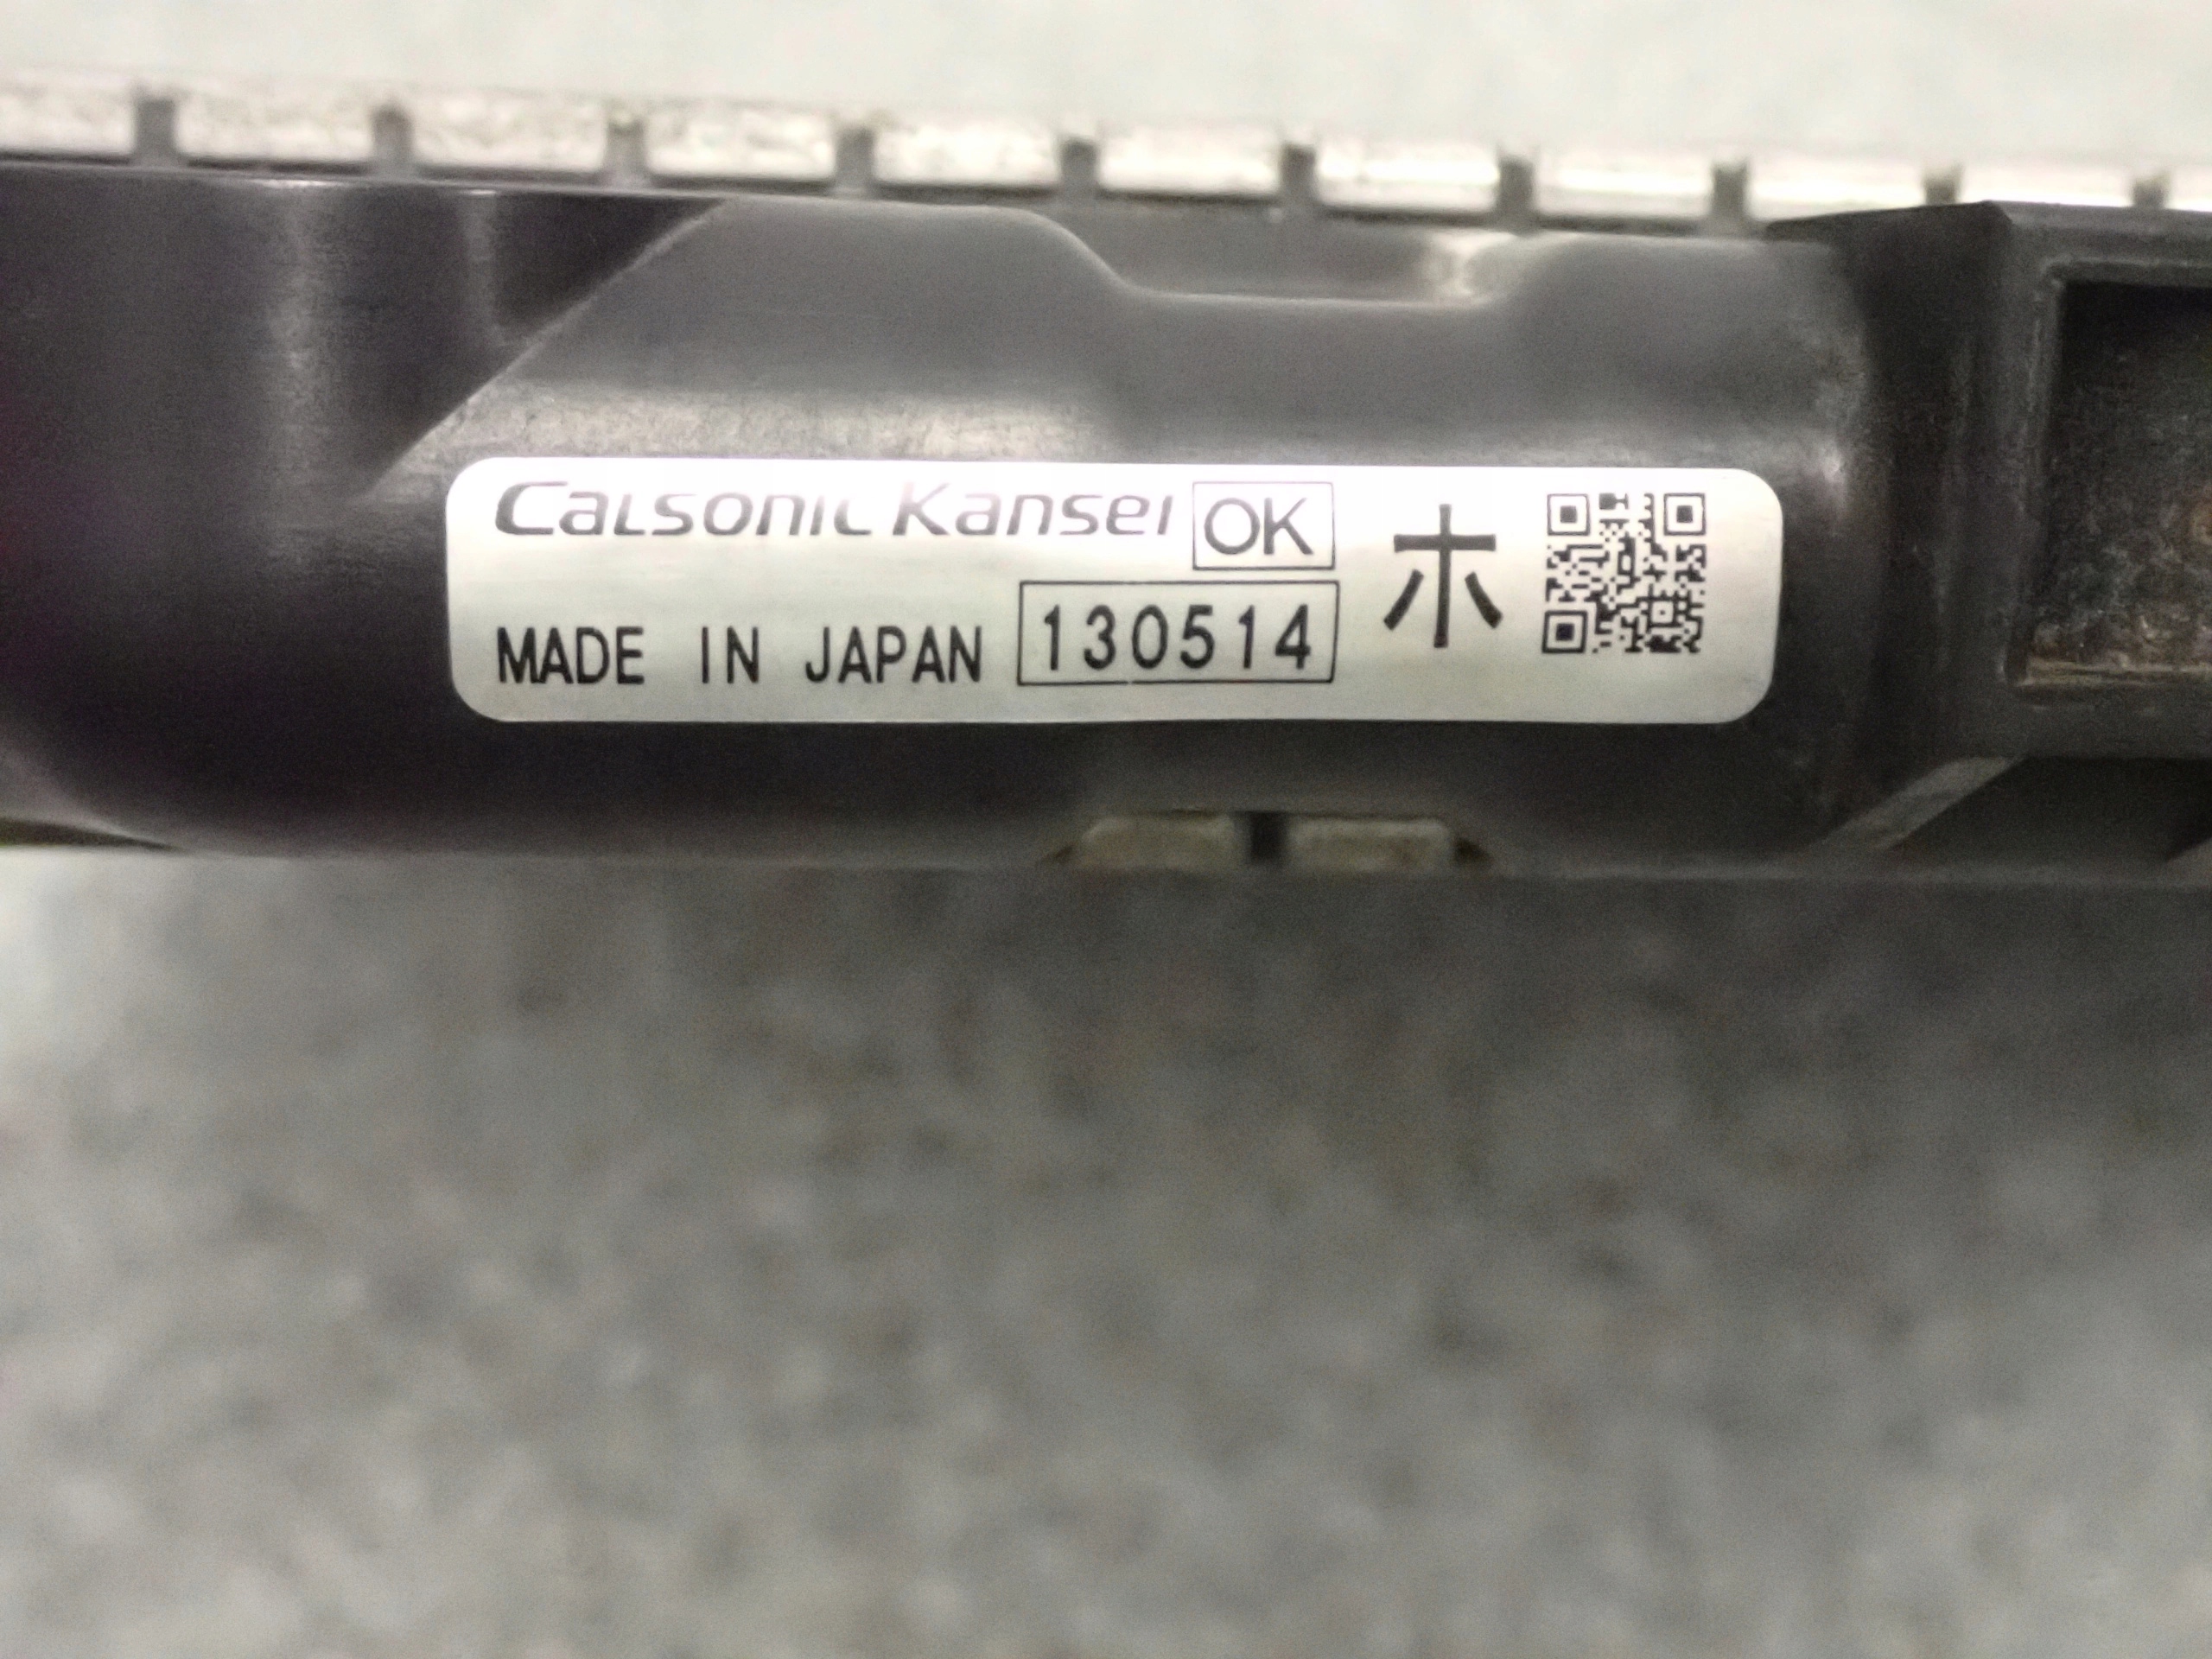 Calsonic Kansei OK
MADE IN JAPAN 130514
ホ